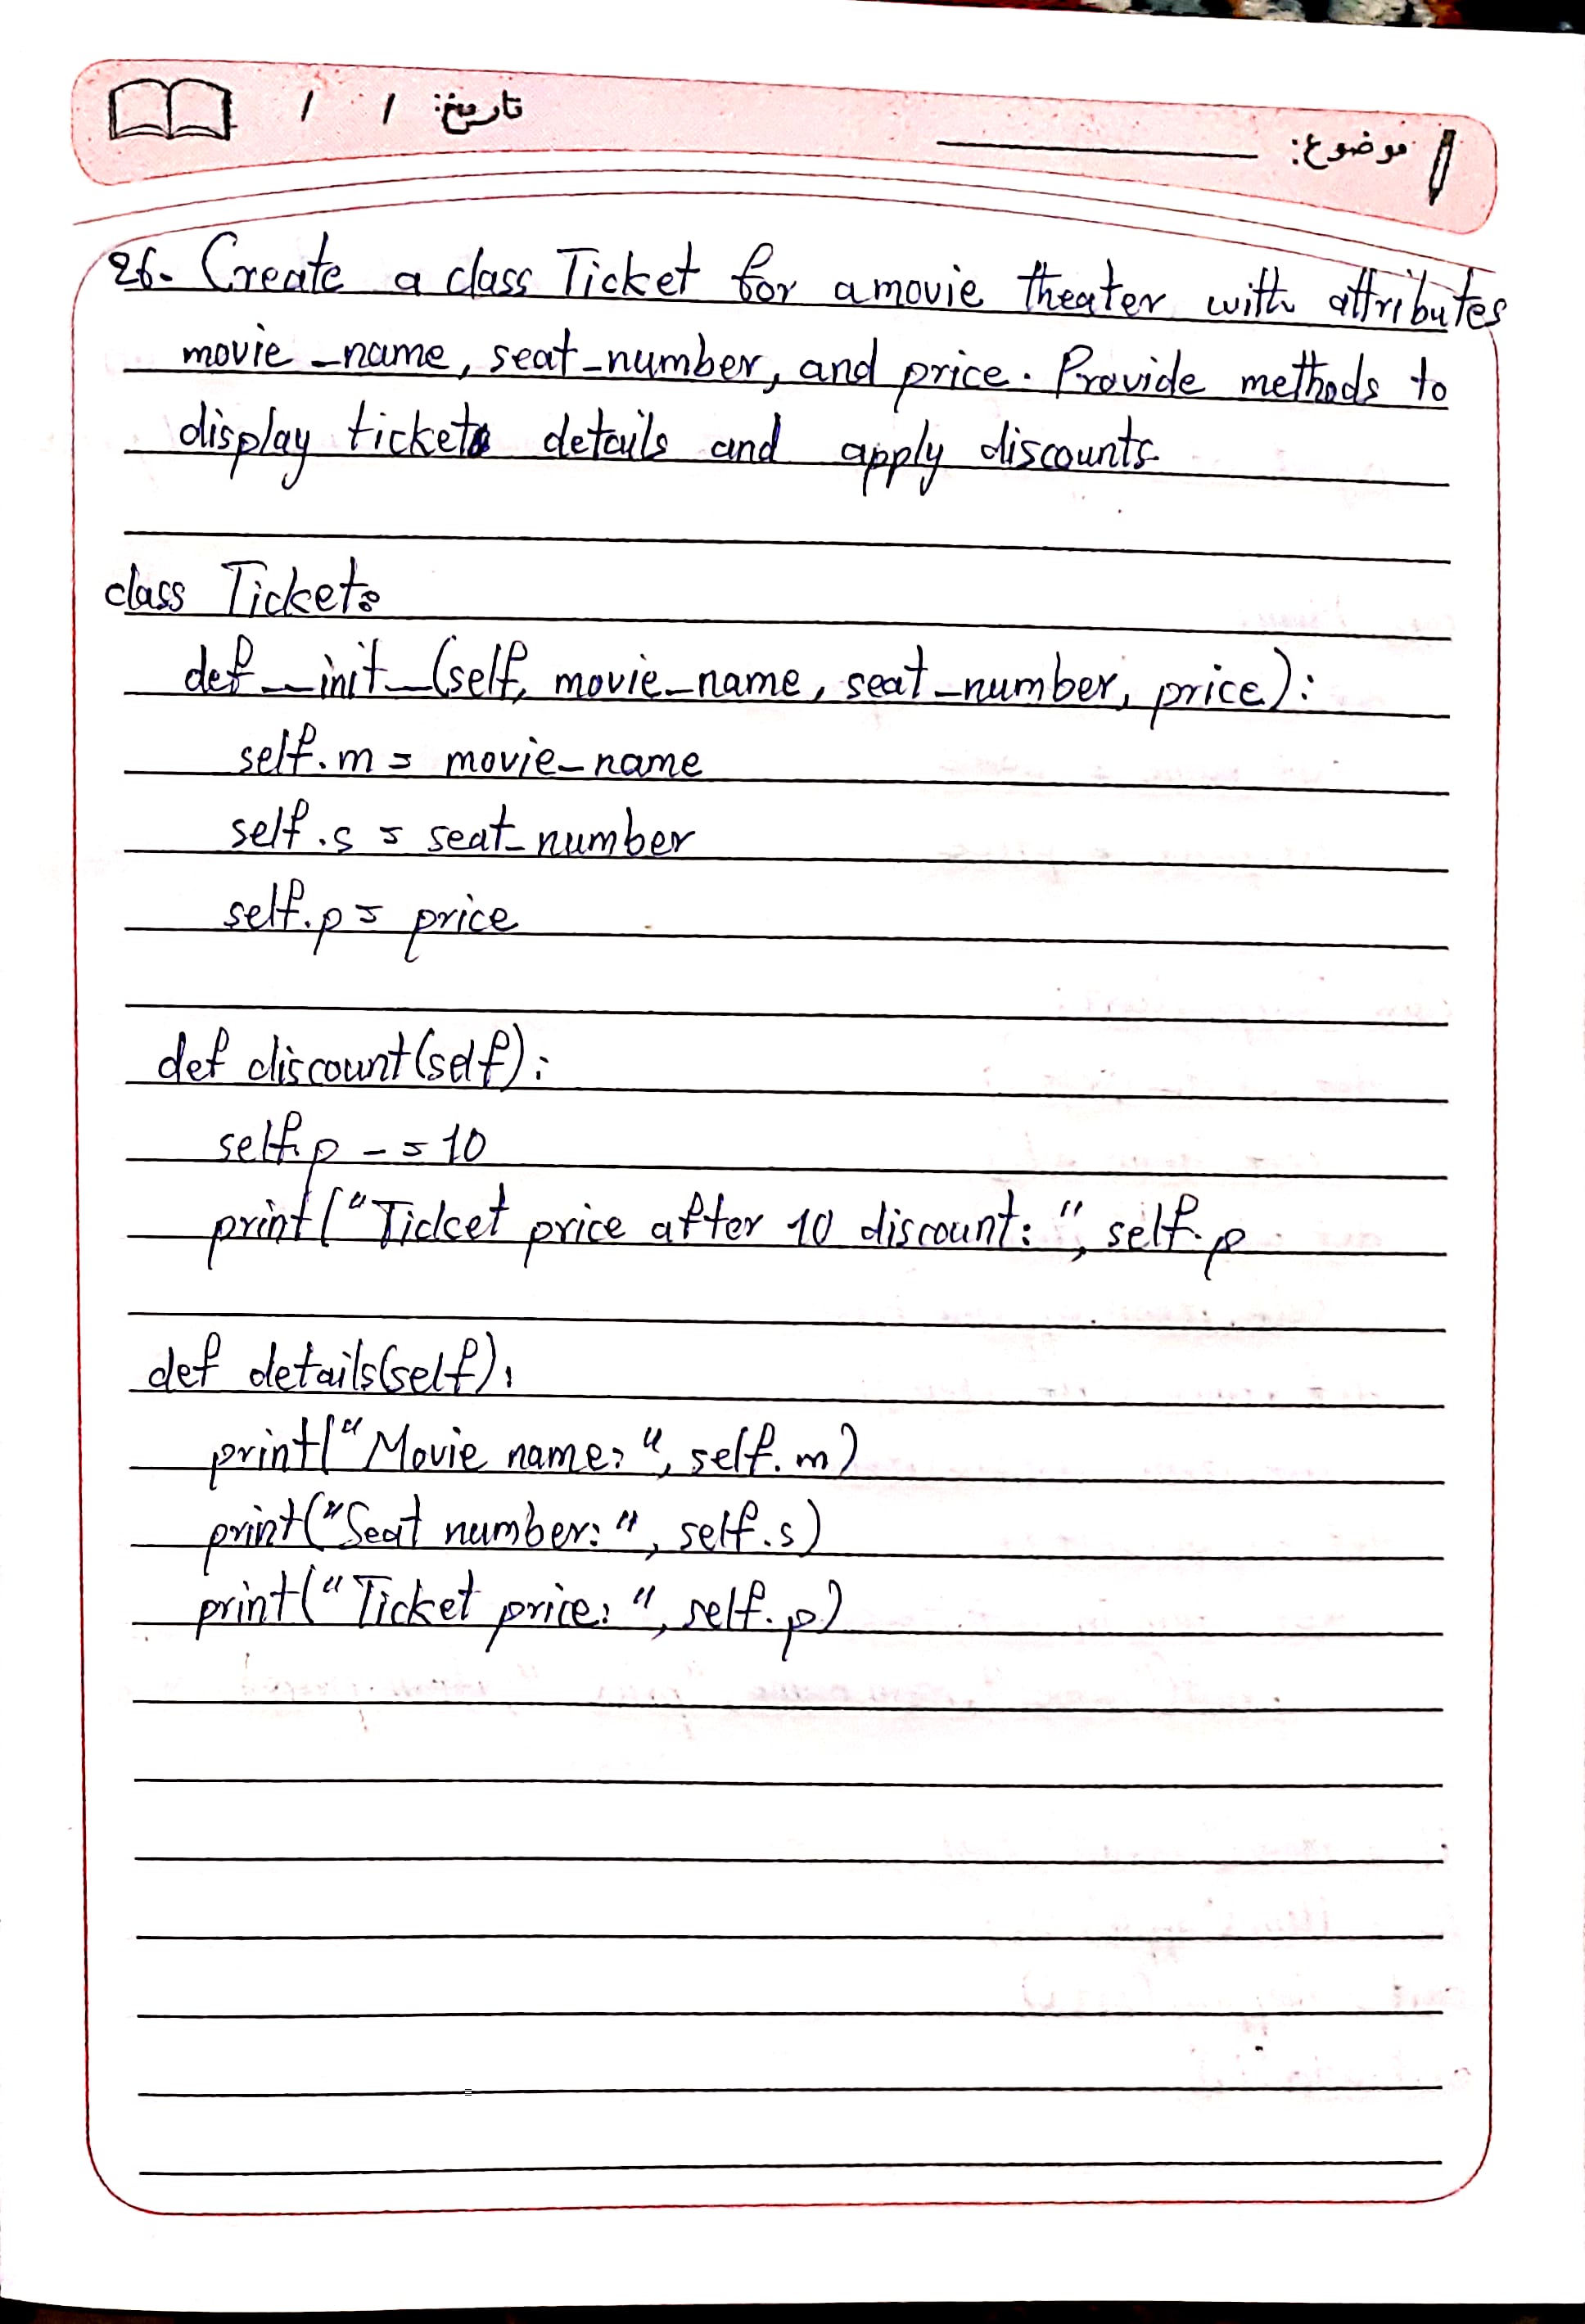 موضوع: تاریخ: / /
26. Create a class Ticket for a movie theater with attributes
movie_name, seat_number, and price. Provide methods to
display ticket details and apply discounts.
class Ticket:
def __init__(self, movie_name, seat_number, price):
self.m = movie_name
self.s = seat_number
self.p = price
def discount(self):
self.p -= 10
print("Ticket price after 10 discount: ", self.p
def details(self):
print("Movie name: ", self.m)
print("Seat number: ", self.s)
print("Ticket price: ", self.p)